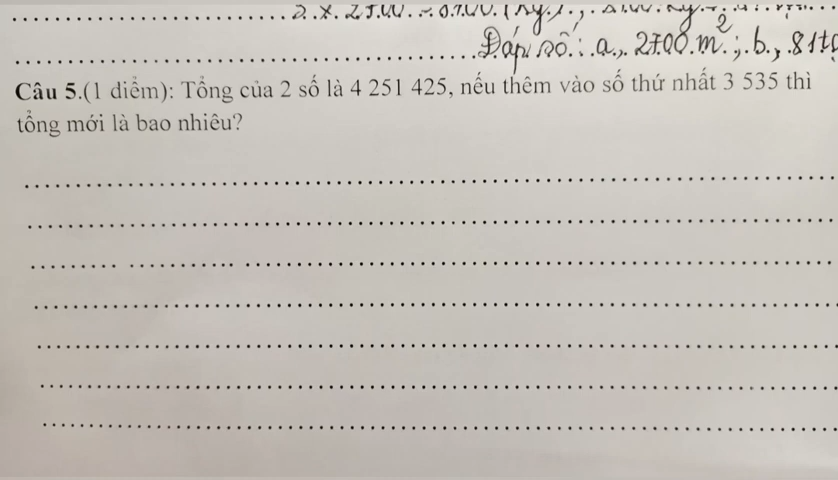 Đáp số: a, 2700 m²; b, 81tạ
Câu 5.(1 điểm): Tổng của 2 số là 4 251 425, nếu thêm vào số thứ nhất 3 535 thì
tổng mới là bao nhiêu?